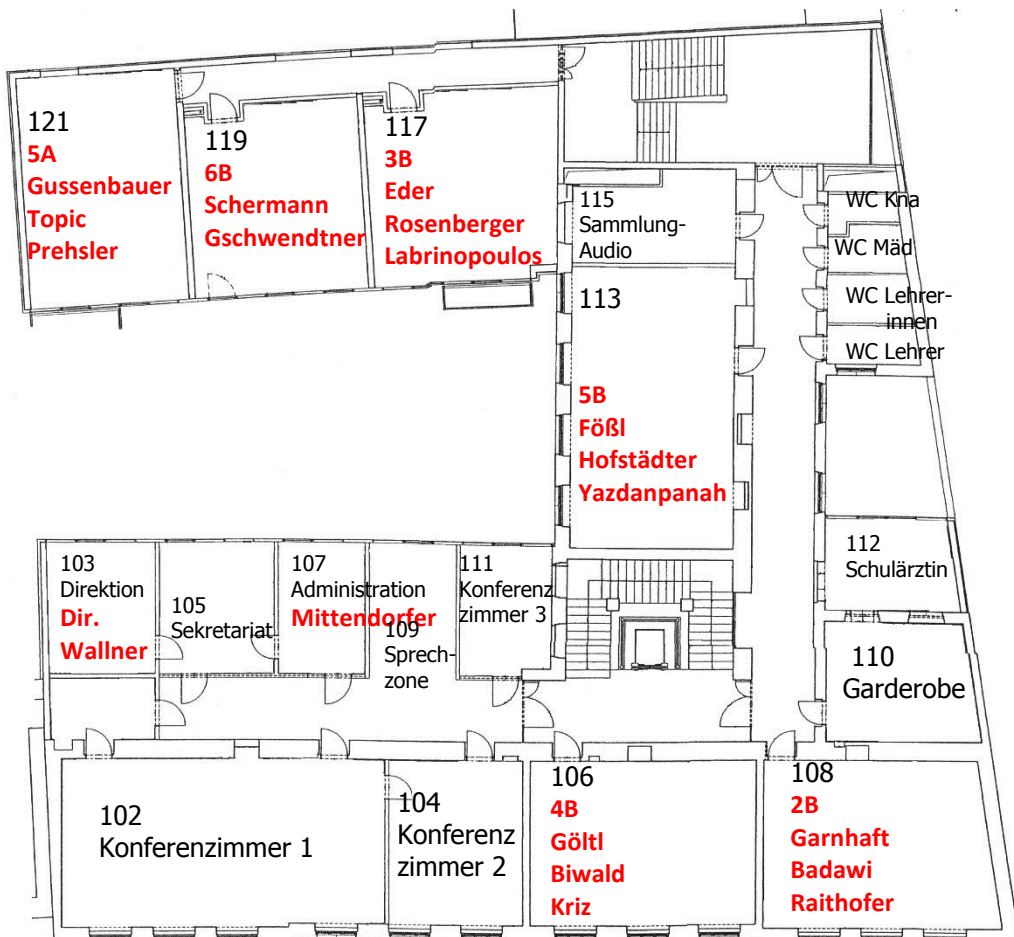 121
5A
Gussenbauer
Topic
Prehsler
119
6B
Schermann
Gschwendtner
117
3B
Eder
Rosenberger
Labrinopoulos
115
Sammlung-
Audio
WC Kna
WC Mäd
WC Lehrer-
innen
WC Lehrer
113
5B
Fößl
Hofstädter
Yazdanpanah
103
Direktion
Dir.
Wallner
105
Sekretariat
107
Administration
Mittendorfer
109
Sprech-
zone
111
Konferenz
zimmer 3
112
Schulärztin
110
Garderobe
102
Konferenzimmer 1
104
Konferenz
zimmer 2
106
4B
Göltl
Biwald
Kriz
108
2B
Garnhaft
Badawi
Raithofer